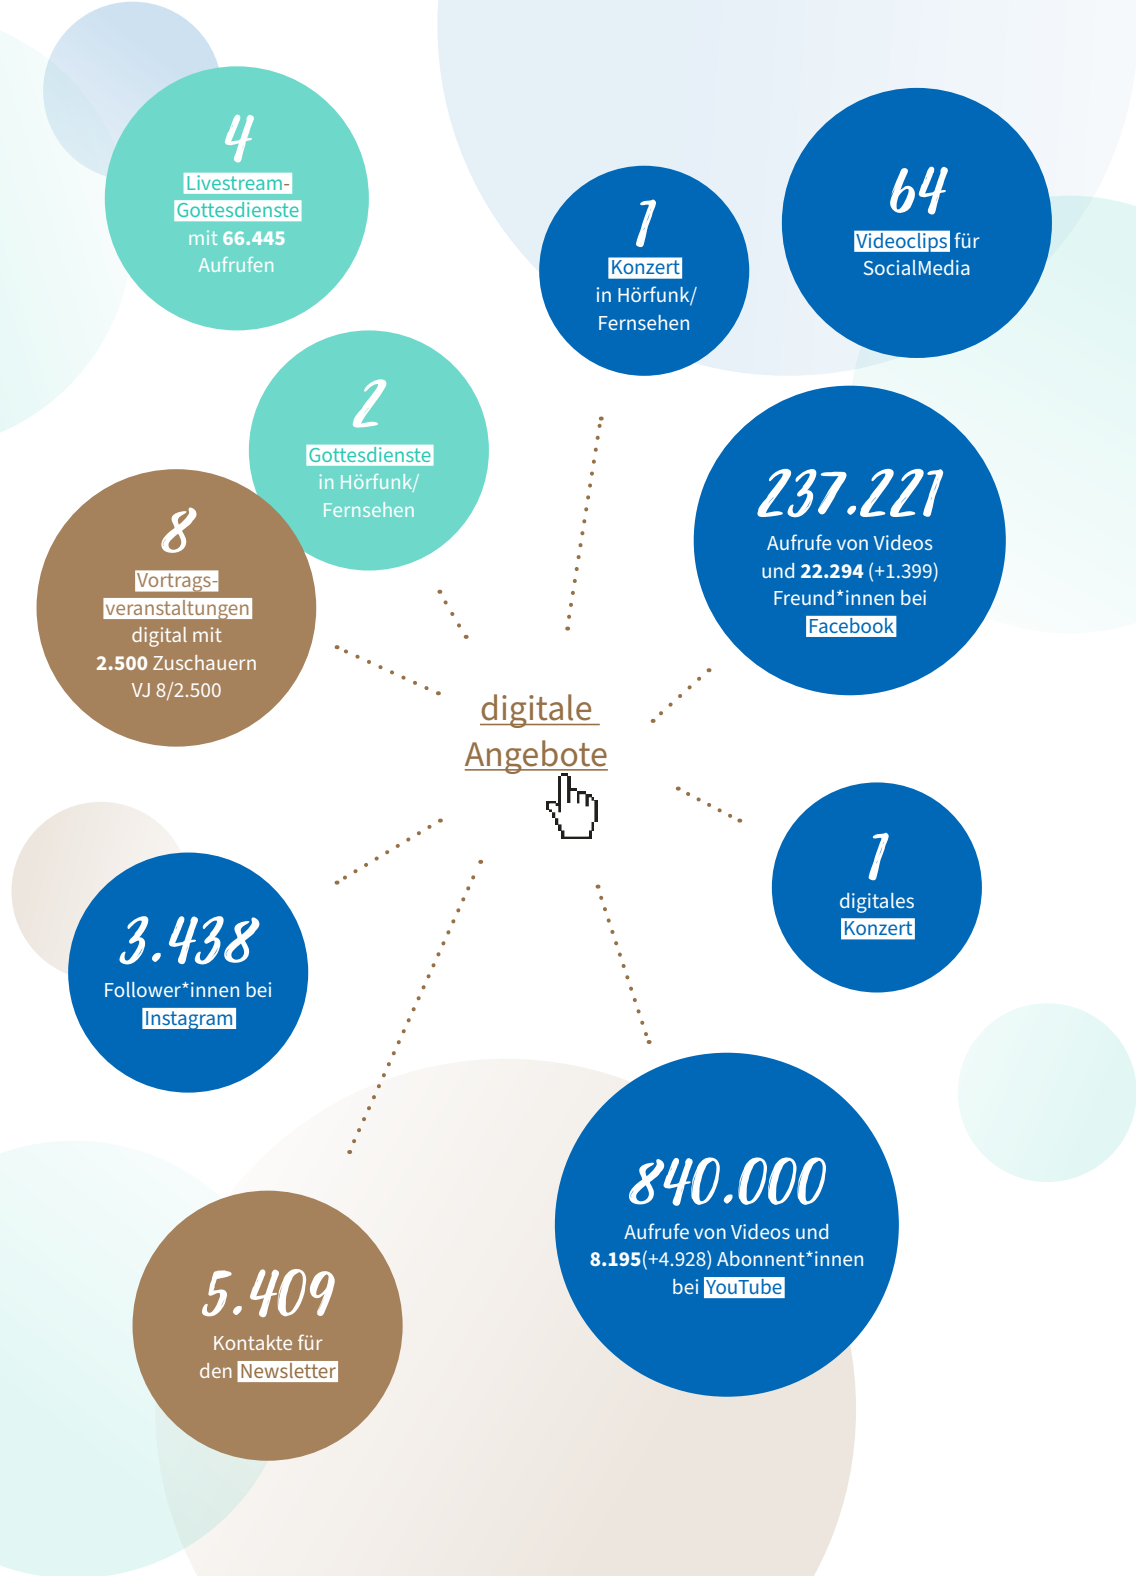 4
Livestream-
Gottesdienste
mit 66.445
Aufrufen
1
Konzert
in Hörfunk/
Fernsehen
64
Videoclips für
SocialMedia
2
Gottesdienste
in Hörfunk/
Fernsehen
237.221
Aufrufe von Videos
und 22.294 (+1.399)
Freund*innen bei
Facebook
8
Vortrags-
veranstaltungen
digital mit
2.500 Zuschauern
VJ 8/2.500
digitale
Angebote
1
digitales
Konzert
3.438
Follower*innen bei
Instagram
840.000
Aufrufe von Videos und
8.195(+4.928) Abonnent*innen
bei YouTube
5.409
Kontakte für
den Newsletter